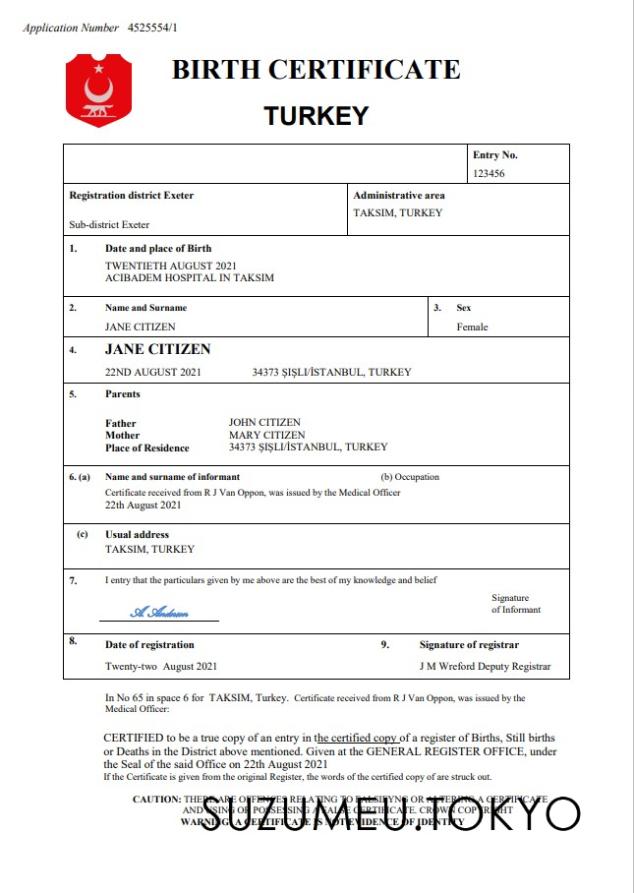 Application Number 4525554/1
BIRTH CERTIFICATE
TURKEY
Entry No.
123456
Registration district Exeter
Sub-district Exeter
Administrative area
TAKSIM, TURKEY
1. Date and place of Birth
TWENTIETH AUGUST 2021
ACIBADEM HOSPITAL IN TAKSIM
2. Name and Surname
JANE CITIZEN
3. Sex
Female
4. JANE CITIZEN
22ND AUGUST 2021 34373 ŞIŞLI/İSTANBUL, TURKEY
5. Parents
Father JOHN CITIZEN
Mother MARY CITIZEN
Place of Residence 34373 ŞIŞLI/İSTANBUL, TURKEY
6. (a) Name and surname of informant (b) Occupation
Certificate received from R J Van Oppon, was issued by the Medical Officer
22th August 2021
(c) Usual address
TAKSIM, TURKEY
7. I entry that the particulars given by me above are the best of my knowledge and belief
A. Andrson
Signature
of Informant
8. Date of registration
Twenty-two August 2021
9. Signature of registrar
J M Wreford Deputy Registrar
In No 65 in space 6 for TAKSIM, Turkey. Certificate received from R J Van Oppon, was issued by the
Medical Officer:
CERTIFIED to be a true copy of an entry in the certified copy of a register of Births, Still births
or Deaths in the District above mentioned. Given at the GENERAL REGISTER OFFICE, under
the Seal of the said Office on 22th August 2021
If the Certificate is given from the original Register, the words of the certified copy of are struck out.
CAUTION: THERE ARE OFFENCES RELATING TO FALSIFYNG OR ALTERING A CERTIFICATE
AND USING OR POSSESSING A FALSE CERTIFICATE. CROWN COPYRIGHT
WARNING: A CERTIFICATE IS NOT EVIDENCE OF IDENTITY
SUZUMEU.TOKYO